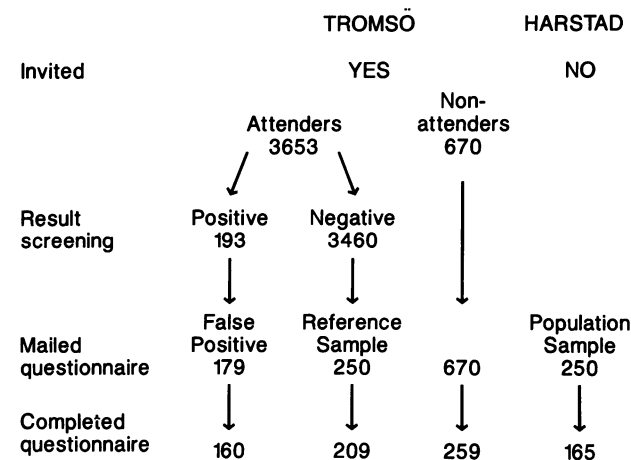 TROMSÖ HARSTAD
Invited YES NO
Non-
attenders
670
Attenders
3653
Result
screening
Positive
193
Negative
3460
Mailed
questionnaire
False
Positive
179
Reference
Sample
250
670
Population
Sample
250
Completed
questionnaire
160 209 259 165